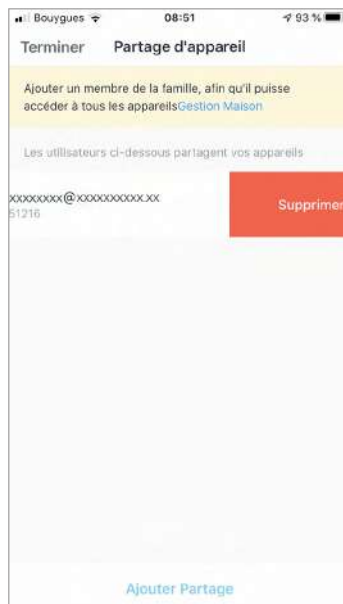 Bouygues 08:51 93 %
Terminer Partage d'appareil
Ajouter un membre de la famille, afin qu'il puisse
accéder à tous les appareilsGestion Maison
Les utilisateurs ci-dessous partagent vos appareils
xxxxxxxx@xxxxxxxxxx.xx
51216
Supprimer
Ajouter Partage